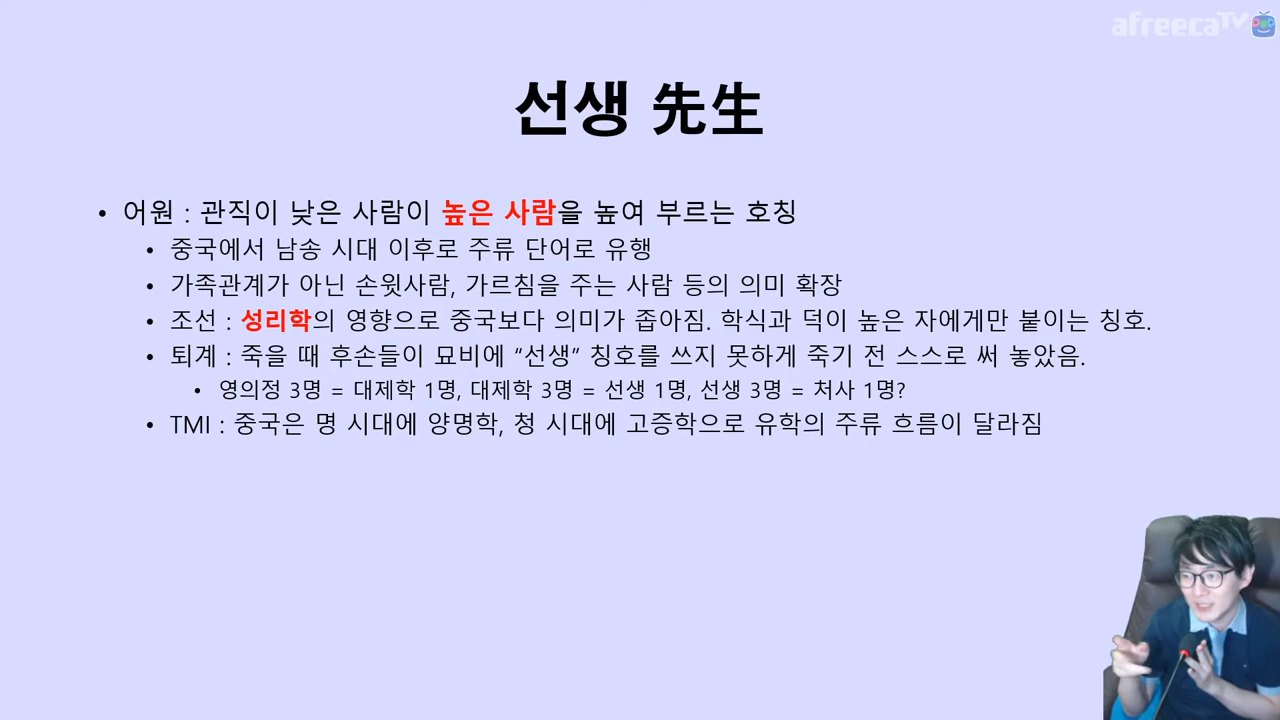 afreecaTV
선생 先生
• 어원 : 관직이 낮은 사람이 높은 사람을 높여 부르는 호칭
• 중국에서 남송 시대 이후로 주류 단어로 유행
• 가족관계가 아닌 손윗사람, 가르침을 주는 사람 등의 의미 확장
• 조선 : 성리학의 영향으로 중국보다 의미가 좁아짐. 학식과 덕이 높은 자에게만 붙이는 칭호.
• 퇴계 : 죽을 때 후손들이 묘비에 “선생” 칭호를 쓰지 못하게 죽기 전 스스로 써 놓았음.
• 영의정 3명 = 대제학 1명, 대제학 3명 = 선생 1명, 선생 3명 = 처사 1명?
• TMI : 중국은 명 시대에 양명학, 청 시대에 고증학으로 유학의 주류 흐름이 달라짐